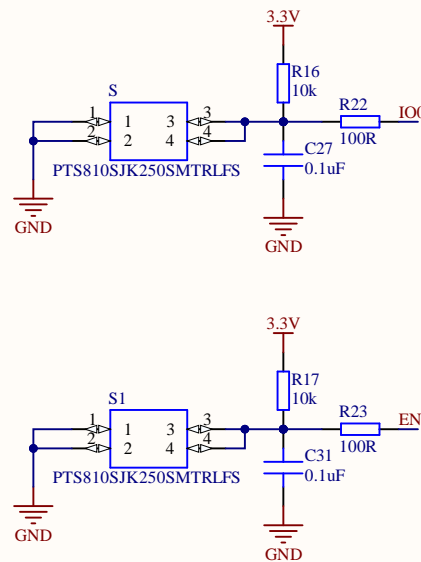 3.3V
S
R16
10k
R22
IO0
1 1 3 3
2 2 4 4
100R
C27
0.1uF
PTS810SJK250SMTRLFS
GND
GND
3.3V
S1
R17
10k
R23
EN
1 1 3 3
2 2 4 4
100R
C31
0.1uF
PTS810SJK250SMTRLFS
GND
GND